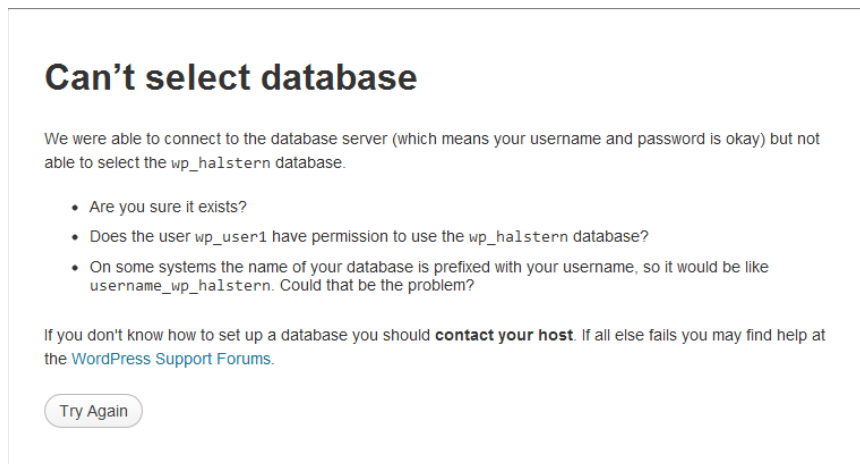 Can’t select database
We were able to connect to the database server (which means your username and password is okay) but not
able to select the wp_halstern database.
• Are you sure it exists?
• Does the user wp_user1 have permission to use the wp_halstern database?
• On some systems the name of your database is prefixed with your username, so it would be like
username_wp_halstern. Could that be the problem?
If you don't know how to set up a database you should contact your host. If all else fails you may find help at
the WordPress Support Forums.
Try Again